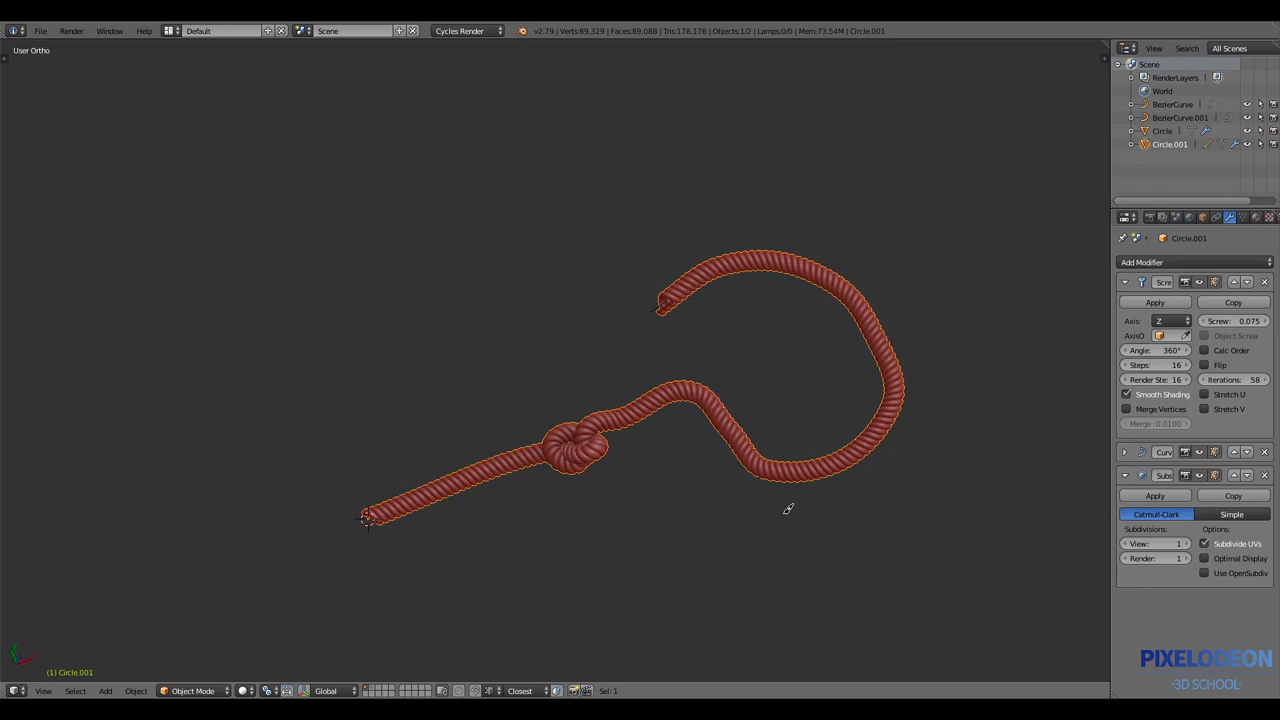 File Render Window Help Default Scene Cycles Render v2.79 | Verts:89,329 | Faces:89,088 | Tris:178,176 | Objects:1/2 | Lamps:0/0 | Mem:73.54M | Circle.001
User Ortho
View Search All Scenes
Scene
RenderLayers
World
BezierCurve
BezierCurve.001
Circle
Circle.001
Circle.001
Add Modifier
Scre
Apply Copy
Axis: Z Screw: 0.075
AxisO Object Screw
Angle: 360° Calc Order
Steps: 16 Flip
Render Ste: 16 Iterations: 58
Smooth Shading Stretch U
Merge Vertices Stretch V
Merge: 0.0100
Curv
Subs
Apply Copy
Catmull-Clark Simple
Subdivisions: Options:
View: 1 Subdivide UVs
Render: 1 Optimal Display
Use OpenSubdiv
PIXELODEON
3D SCHOOL
(1) Circle.001
View Select Add Object Object Mode Global Closest Sel: 1